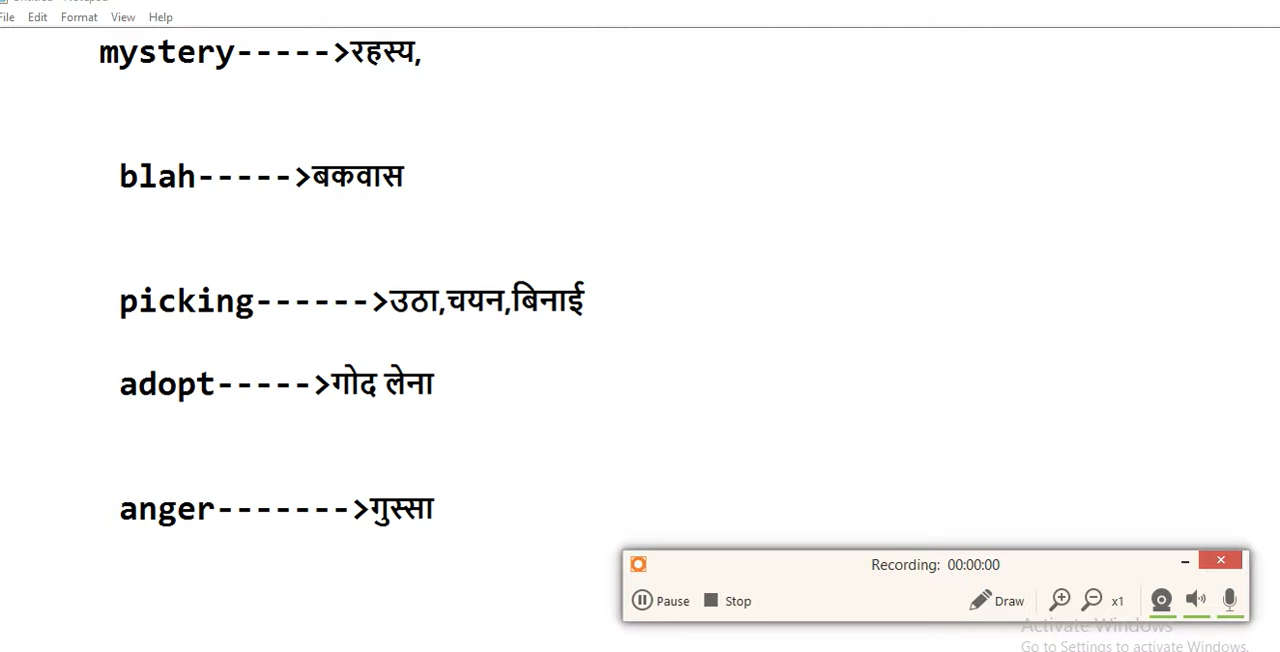 File Edit Format View Help
mystery----->रहस्य,
blah----->बकवास
picking------>उठा,चयन,बिनाई
adopt----->गोद लेना
anger------->गुस्सा
Recording: 00:00:00
Pause Stop Draw x1
Activate Windows
Go to Settings to activate Windows.